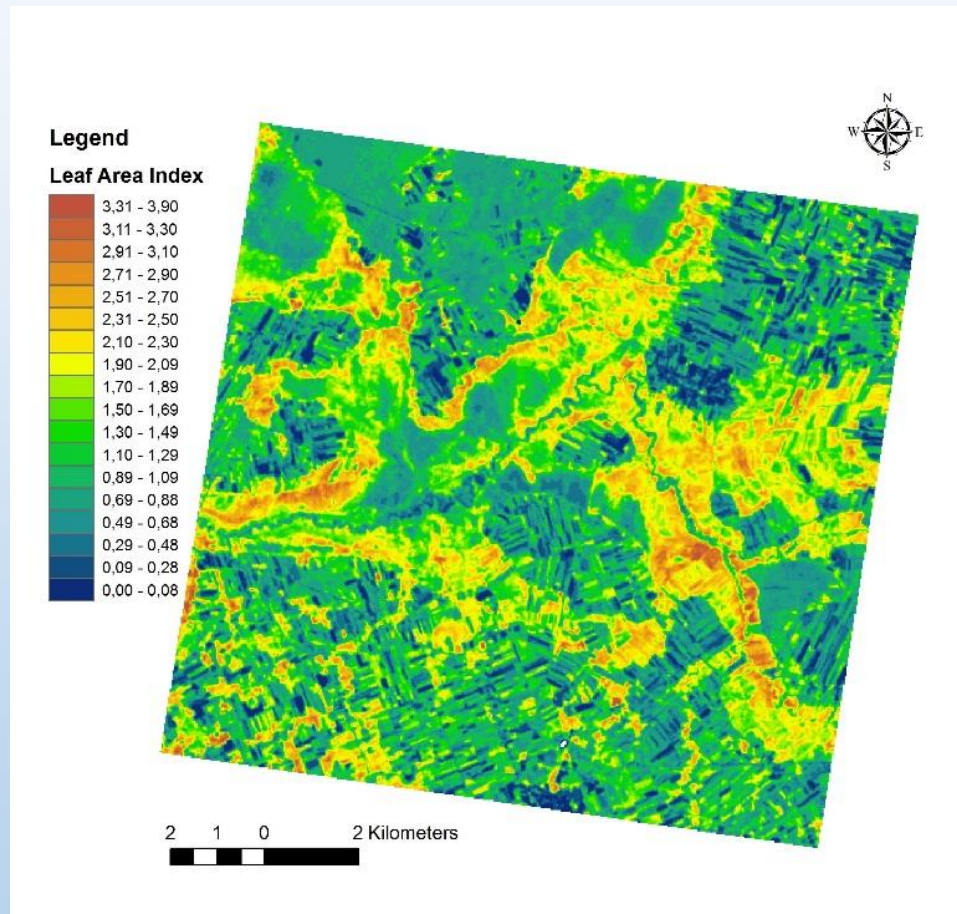 N
W E
S
Legend
Leaf Area Index
3,31 - 3,90
3,11 - 3,30
2,91 - 3,10
2,71 - 2,90
2,51 - 2,70
2,31 - 2,50
2,10 - 2,30
1,90 - 2,09
1,70 - 1,89
1,50 - 1,69
1,30 - 1,49
1,10 - 1,29
0,89 - 1,09
0,69 - 0,88
0,49 - 0,68
0,29 - 0,48
0,09 - 0,28
0,00 - 0,08
2 1 0 2 Kilometers